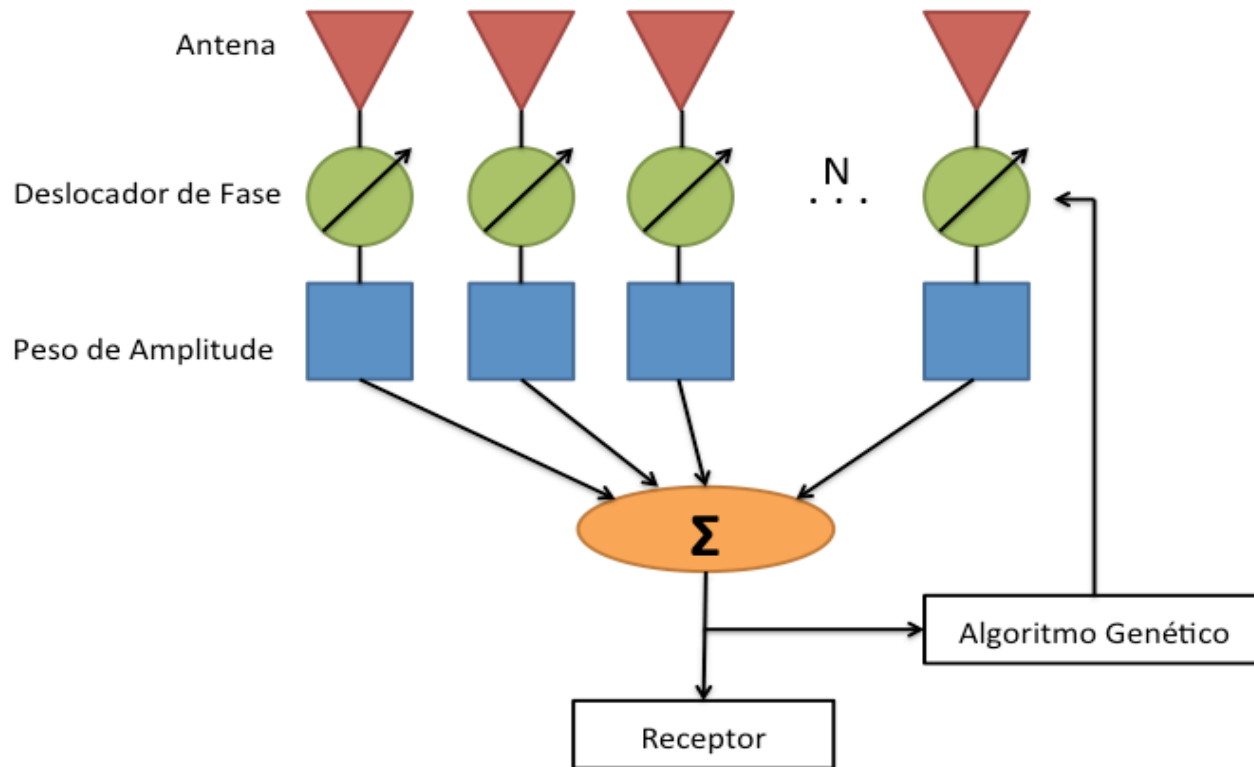 Antena
Deslocador de Fase
N
. . .
Peso de Amplitude
Σ
Algoritmo Genético
Receptor